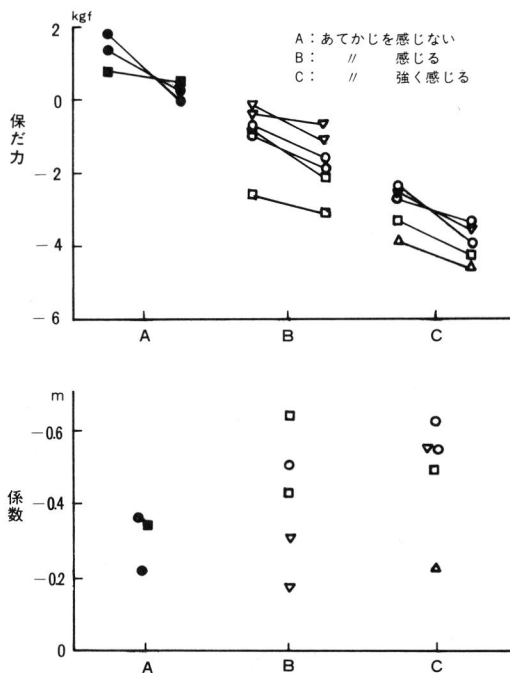 kgf
A：あてかじを感じない
B： 〃 感じる
C： 〃 強く感じる
2
0
－2
－4
－6
保だ力
A B C
m
－0.6
－0.4
－0.2
0
係数
A B C